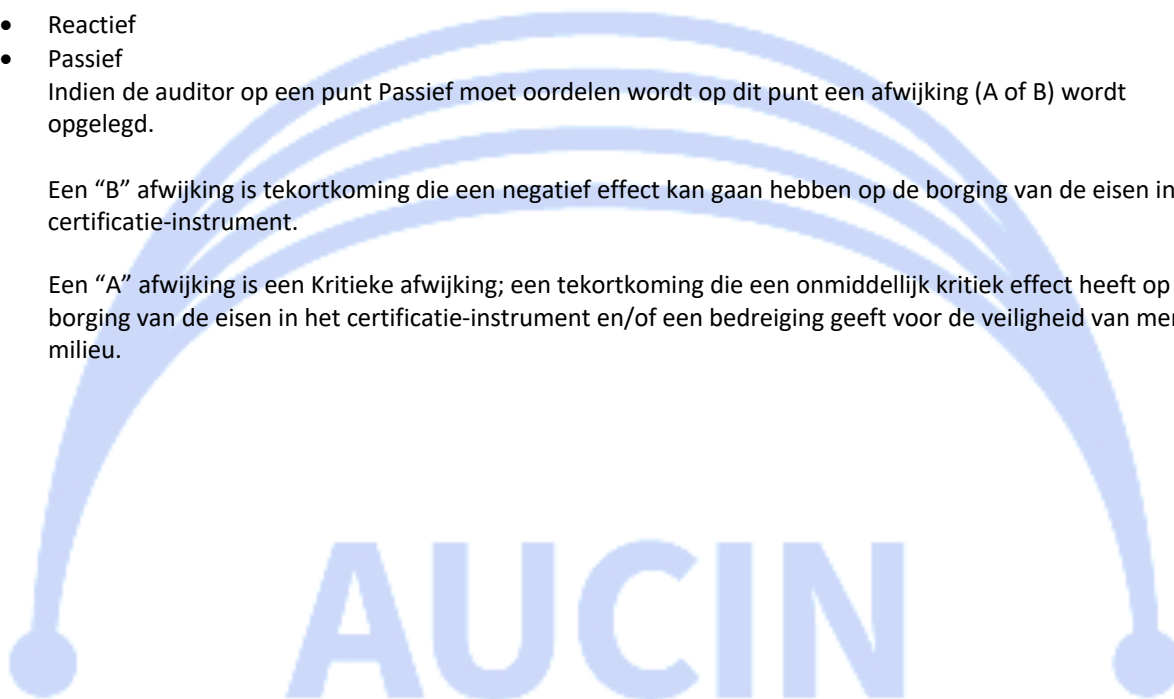 • Reactief
• Passief
Indien de auditor op een punt Passief moet oordelen wordt op dit punt een afwijking (A of B) wordt
opgelegd.
Een “B” afwijking is tekortkoming die een negatief effect kan gaan hebben op de borging van de eisen in
certificatie-instrument.
Een “A” afwijking is een Kritieke afwijking; een tekortkoming die een onmiddellijk kritiek effect heeft op
borging van de eisen in het certificatie-instrument en/of een bedreiging geeft voor de veiligheid van
milieu.
AUCIN